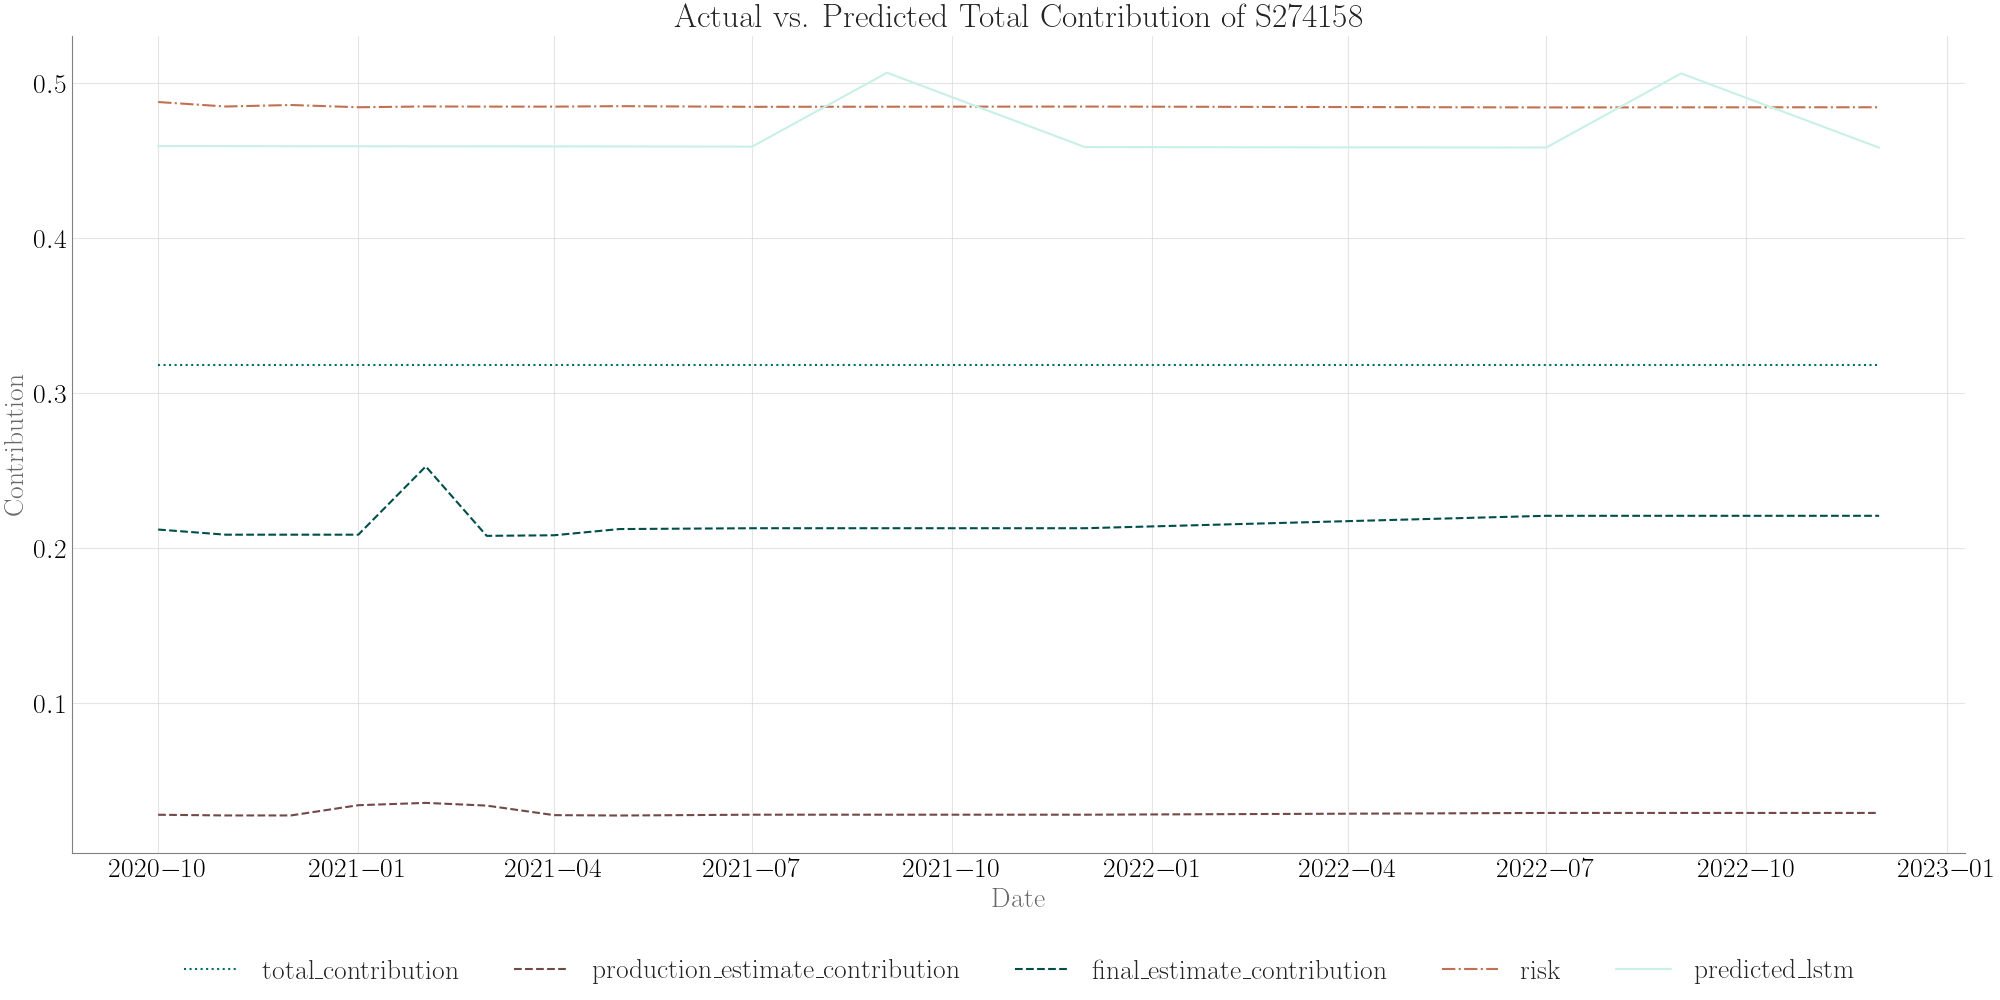 Actual vs. Predicted Total Contribution of S274158
0.5
0.4
0.3
0.2
0.1
Contribution
2020–10 2021–01 2021–04 2021–07 2021–10 2022–01 2022–04 2022–07 2022–10 2023–01
Date
total_contribution production_estimate_contribution final_estimate_contribution risk predicted_lstm